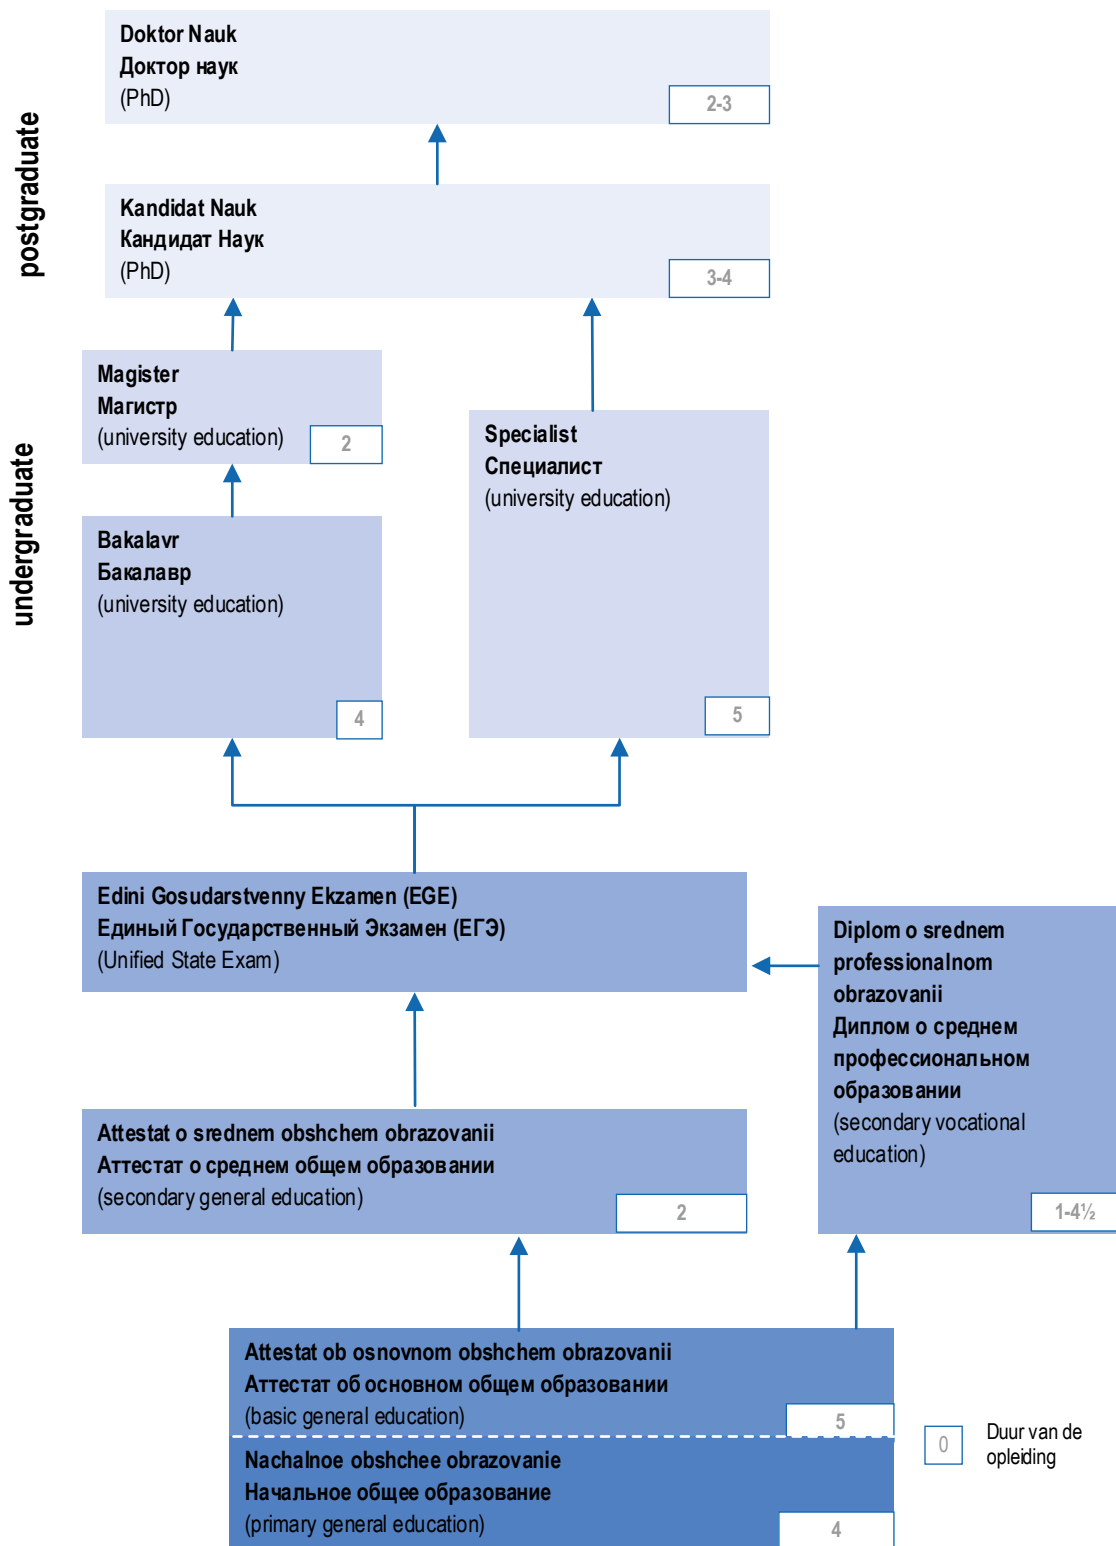 postgraduate
Doktor Nauk
Доктор наук
(PhD)
2-3
Kandidat Nauk
Кандидат Наук
(PhD)
3-4
undergraduate
Magister
Магистр
(university education)
2
Specialist
Специалист
(university education)
5
Bakalavr
Бакалавр
(university education)
4
Edini Gosudarstvenny Ekzamen (EGE)
Единый Государственный Экзамен (ЕГЭ)
(Unified State Exam)
Diplom o srednem
professionalnom
obrazovanii
Диплом о среднем
профессиональном
образовании
(secondary vocational
education)
1-4½
Attestat o srednem obshchem obrazovanii
Аттестат о среднем общем образовании
(secondary general education)
2
Attestat ob osnovnom obshchem obrazovanii
Аттестат об основном общем образовании
(basic general education)
5
Nachalnoe obshchee obrazovanie
Начальное общее образование
(primary general education)
4
0
Duur van de
opleiding